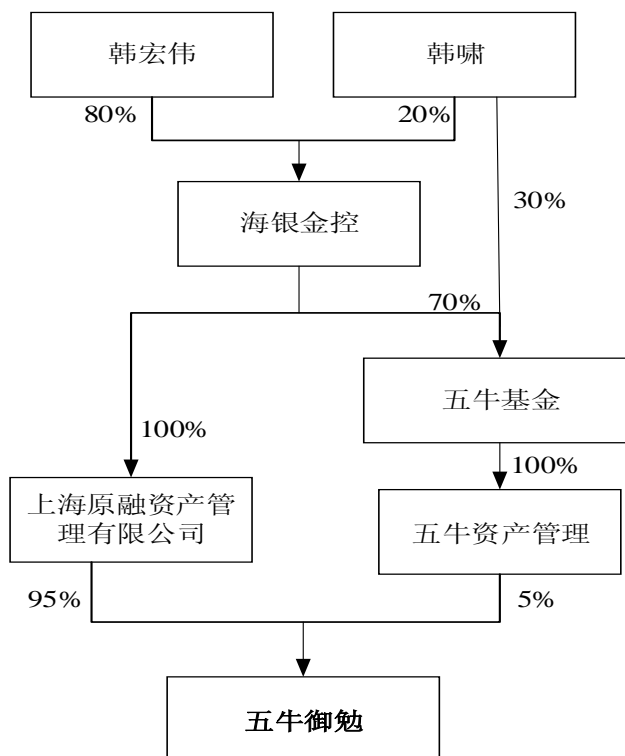 韩宏伟
韩啸
80%
20%
海银金控
30%
70%
五牛基金
100%
100%
上海原融资产管
理有限公司
五牛资产管理
95%
5%
五牛御勉